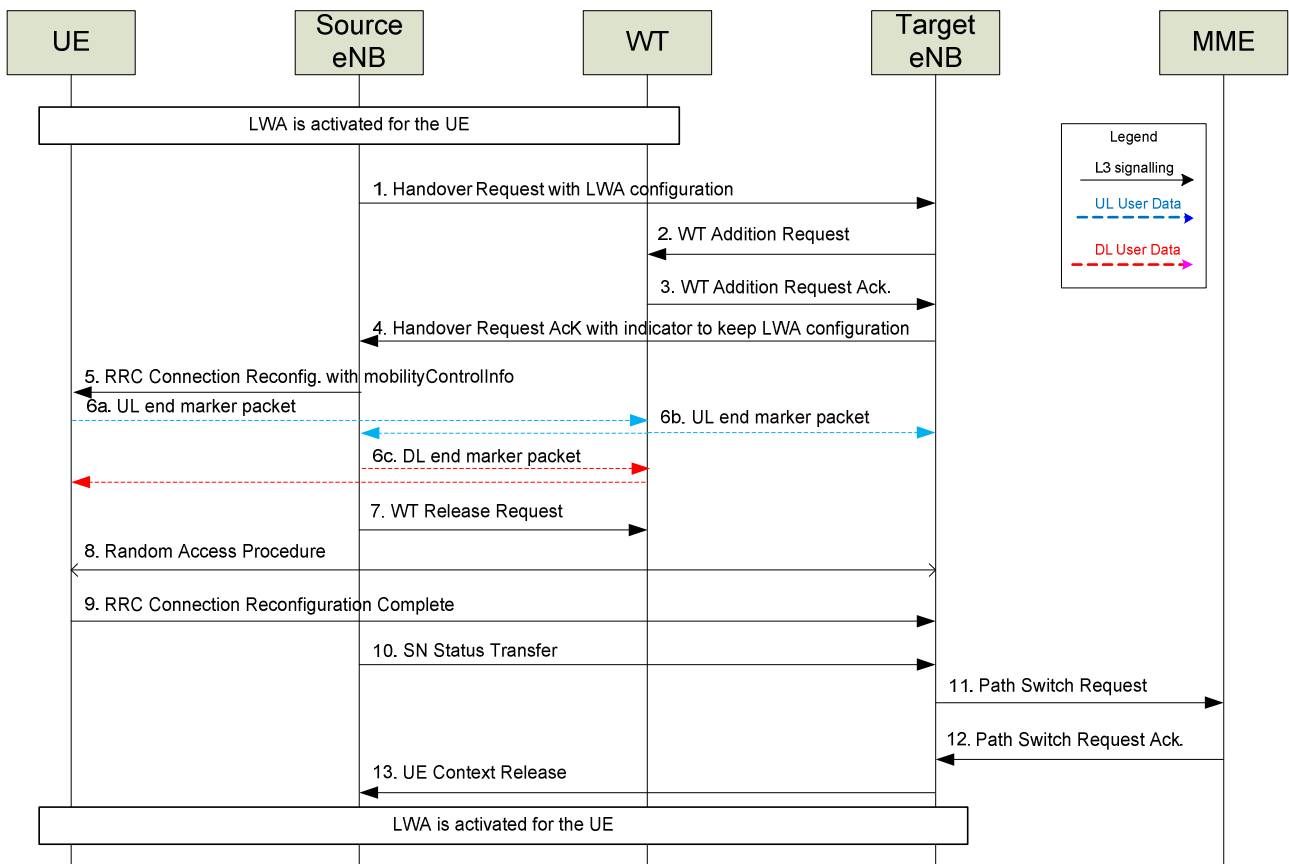 UE
Source
eNB
WT
Target
eNB
MME
LWA is activated for the UE
Legend
L3 signalling
UL User Data
DL User Data
1. Handover Request with LWA configuration
2. WT Addition Request
3. WT Addition Request Ack.
4. Handover Request AcK with indicator to keep LWA configuration
5. RRC Connection Reconfig. with mobilityControlInfo
6a. UL end marker packet
6b. UL end marker packet
6c. DL end marker packet
7. WT Release Request
8. Random Access Procedure
9. RRC Connection Reconfiguration Complete
10. SN Status Transfer
11. Path Switch Request
12. Path Switch Request Ack.
13. UE Context Release
LWA is activated for the UE